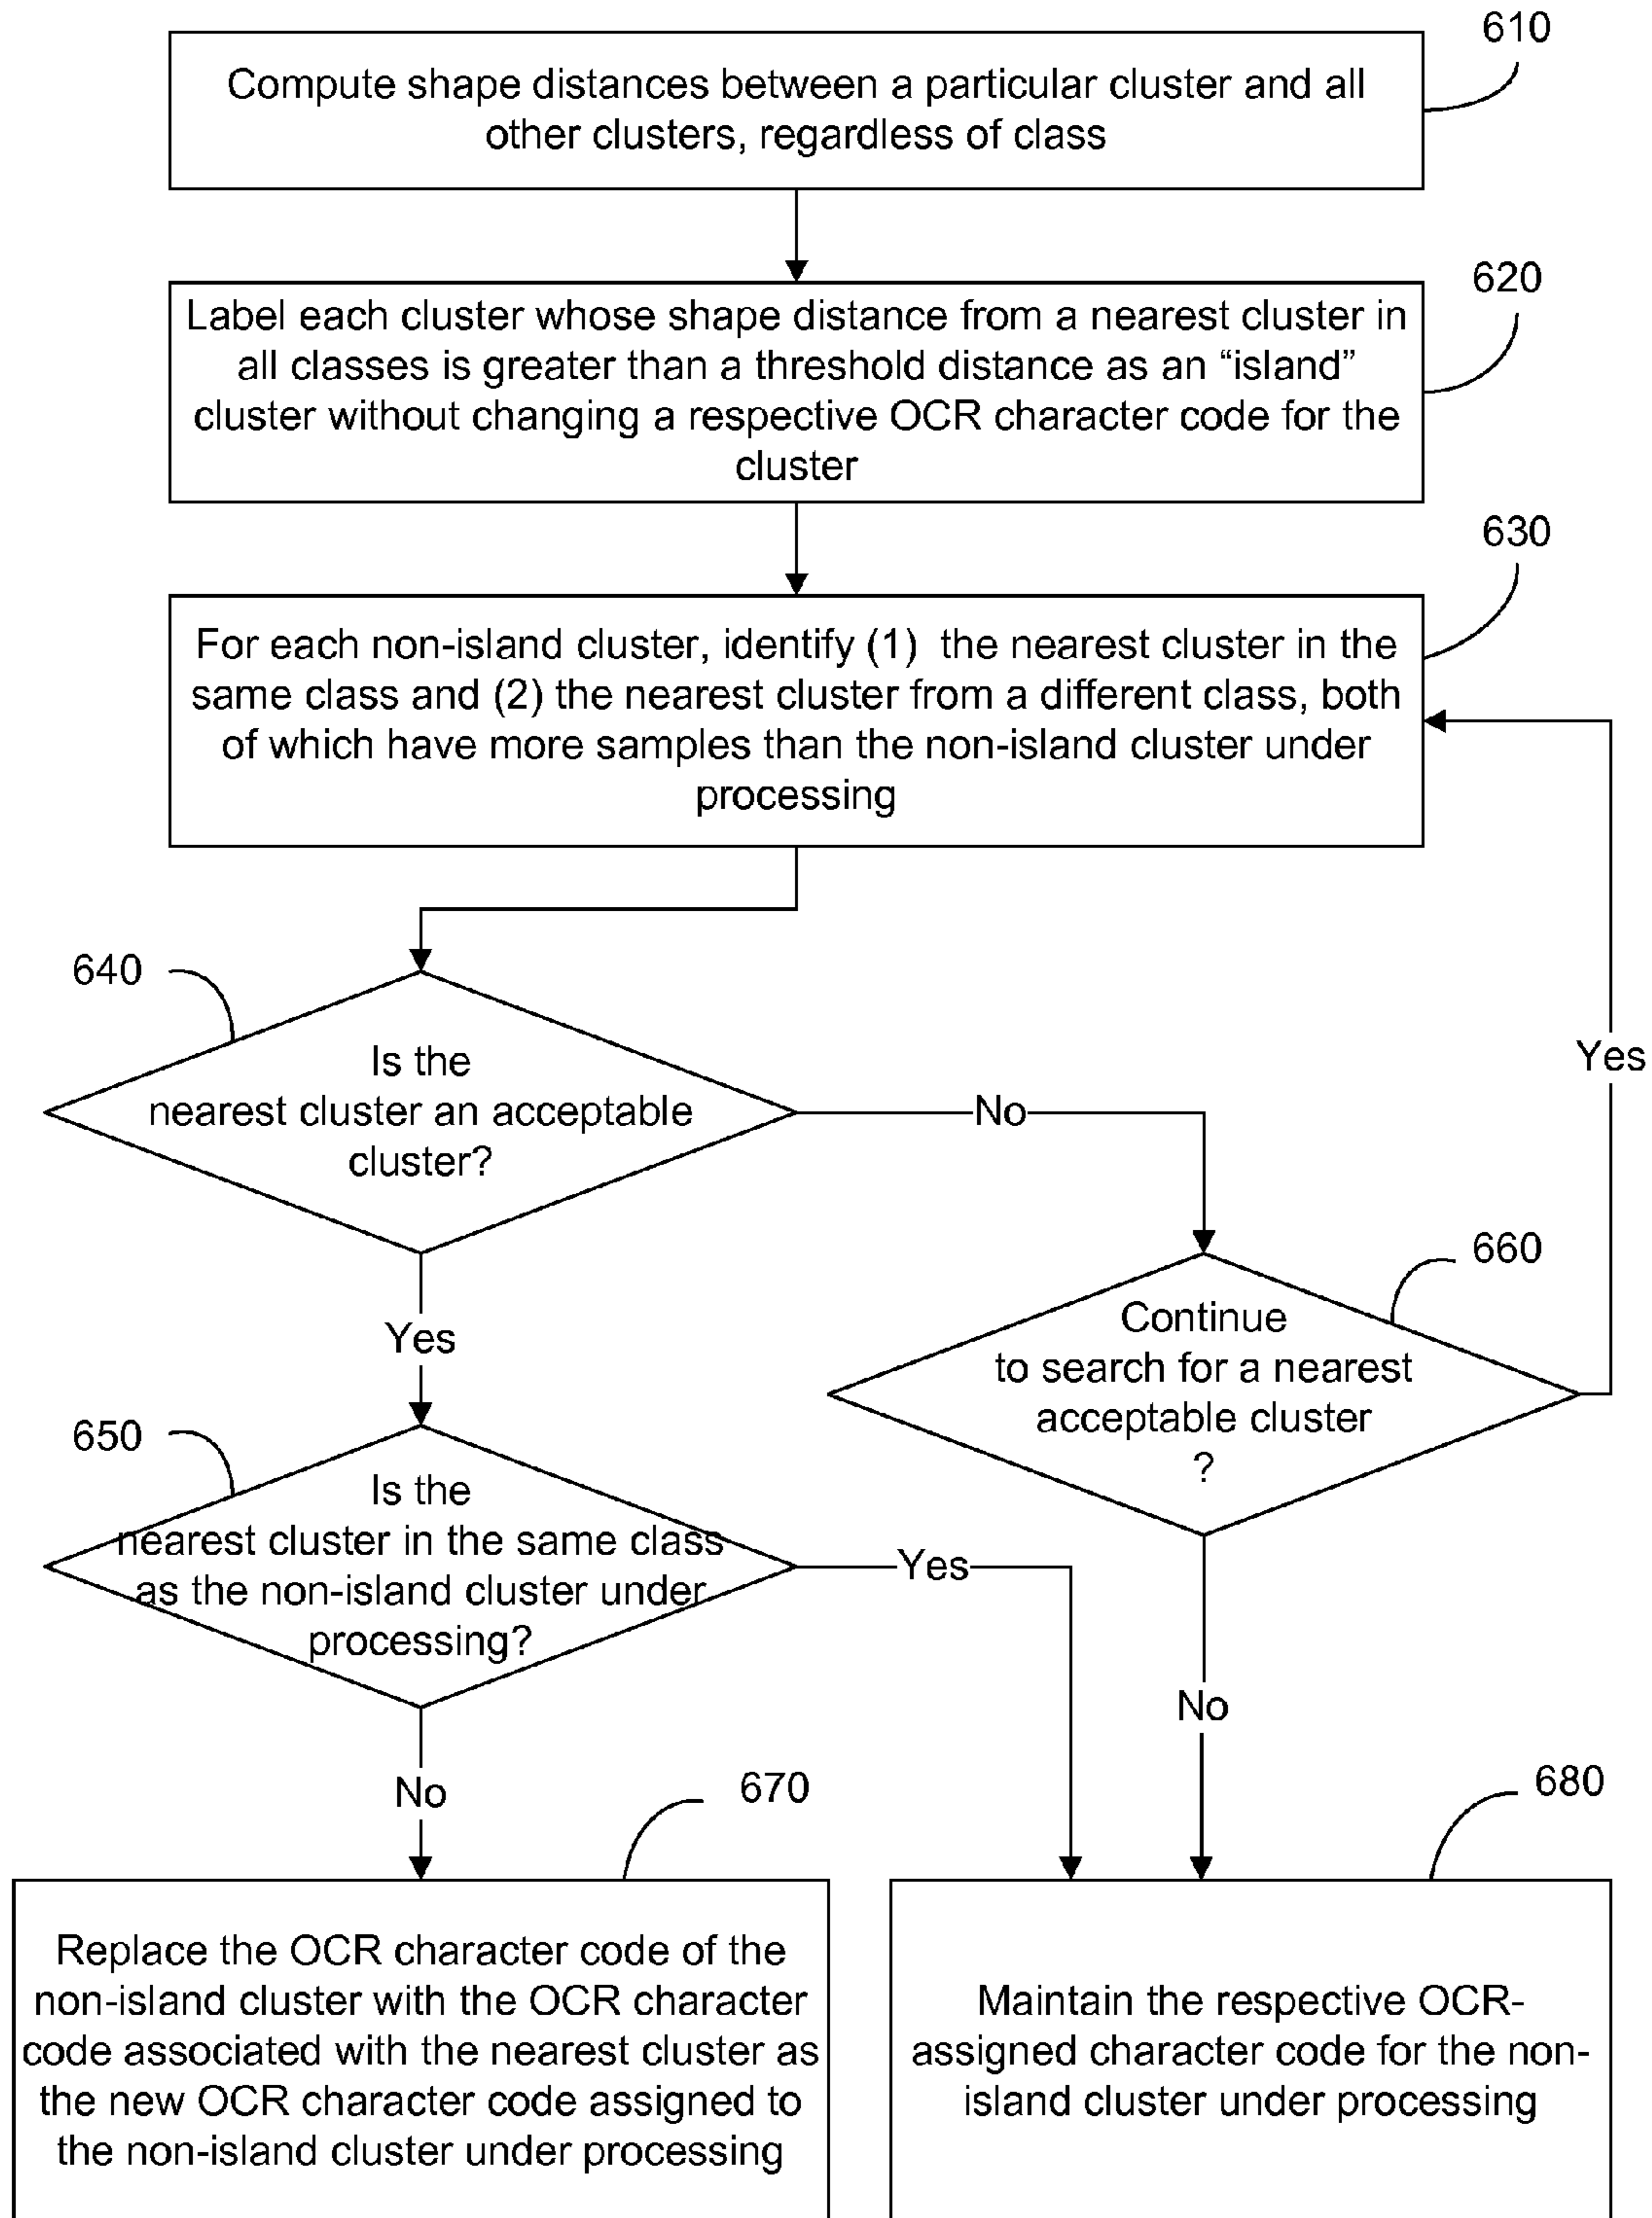 610
Compute shape distances between a particular cluster and all
other clusters, regardless of class
620
Label each cluster whose shape distance from a nearest cluster in
all classes is greater than a threshold distance as an “island”
cluster without changing a respective OCR character code for the
cluster
630
For each non-island cluster, identify (1) the nearest cluster in the
same class and (2) the nearest cluster from a different class, both
of which have more samples than the non-island cluster under
processing
640
Is the
nearest cluster an acceptable
cluster?
No
Yes
Yes
660
Continue
to search for a nearest
acceptable cluster
?
650
Is the
nearest cluster in the same class
as the non-island cluster under
processing?
Yes
No
No
670
Replace the OCR character code of the
non-island cluster with the OCR character
code associated with the nearest cluster as
the new OCR character code assigned to
the non-island cluster under processing
680
Maintain the respective OCR-
assigned character code for the non-
island cluster under processing